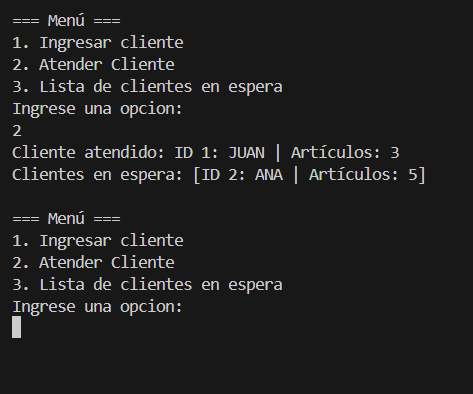 === Menú ===
1. Ingresar cliente
2. Atender Cliente
3. Lista de clientes en espera
Ingrese una opcion:
2
Cliente atendido: ID 1: JUAN | Artículos: 3
Clientes en espera: [ID 2: ANA | Artículos: 5]
=== Menú ===
1. Ingresar cliente
2. Atender Cliente
3. Lista de clientes en espera
Ingrese una opcion: